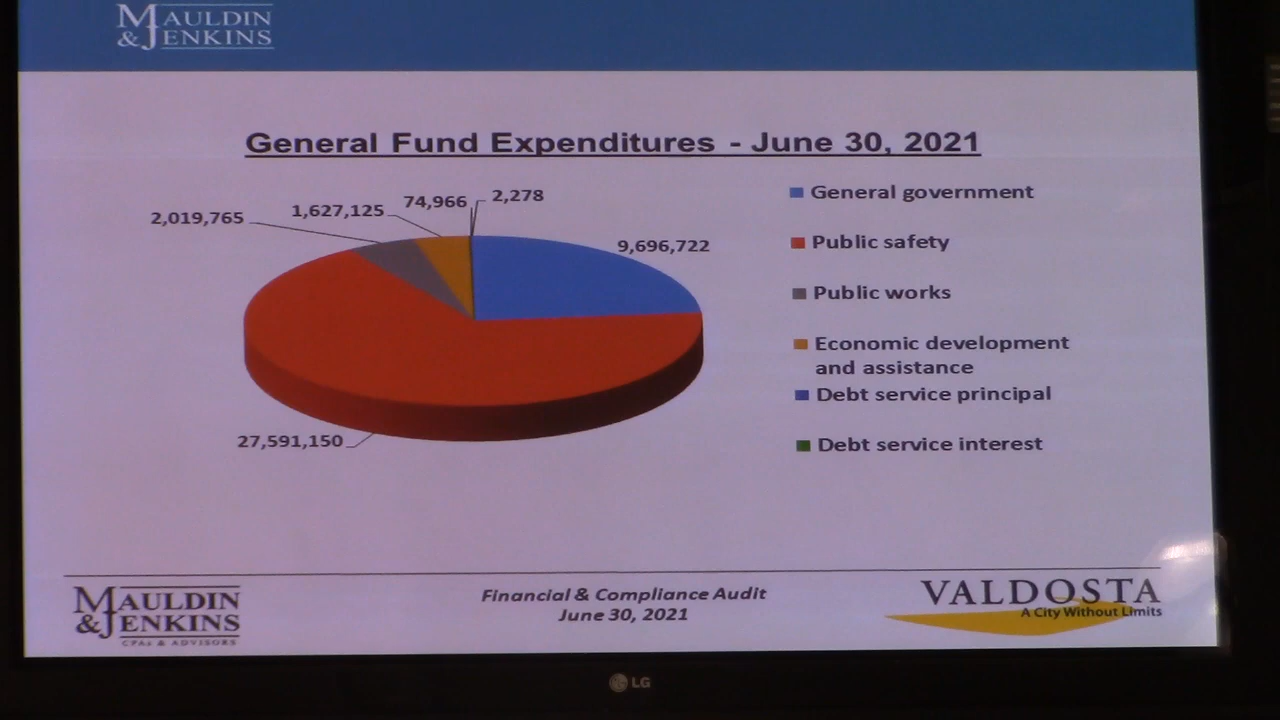 MAULDIN
&JENKINS
General Fund Expenditures - June 30, 2021
2,019,765
1,627,125
74,966
2,278
9,696,722
27,591,150
General government
Public safety
Public works
Economic development
and assistance
Debt service principal
Debt service interest
MAULDIN
&JENKINS
CPAs & ADVISORS
Financial & Compliance Audit
June 30, 2021
VALDOSTA
A City Without Limits
LG